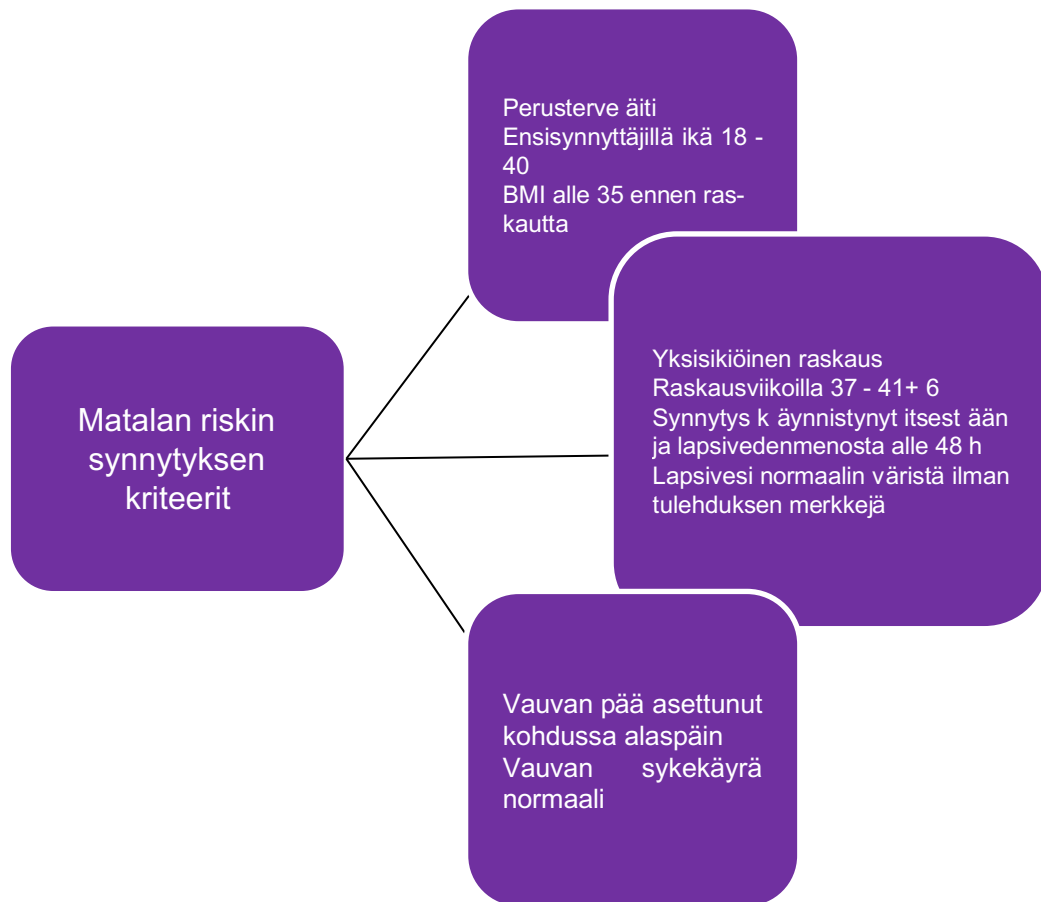 Perusterve äiti
Ensisynnyttäjillä ikä 18 -
40
BMI alle 35 ennen ras-
kautta
Yksisikiöinen raskaus
Raskausviikoilla 37 - 41+ 6
Synnytys k äynnistynyt itsest ään
ja lapsivedenmenosta alle 48 h
Lapsivesi normaalin väristä ilman
tulehduksen merkkejä
Matalan riskin
synnytyksen
kriteerit
Vauvan pää asettunut
kohdussa alaspäin
Vauvan sykekäyrä
normaali